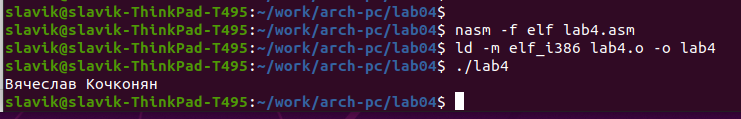 slavik@slavik-ThinkPad-T495:~/work/arch-pc/lab04$
slavik@slavik-ThinkPad-T495:~/work/arch-pc/lab04$ nasm -f elf lab4.asm
slavik@slavik-ThinkPad-T495:~/work/arch-pc/lab04$ ld -m elf_i386 lab4.o -o lab4
slavik@slavik-ThinkPad-T495:~/work/arch-pc/lab04$ ./lab4
Вячеслав Кочконян
slavik@slavik-ThinkPad-T495:~/work/arch-pc/lab04$